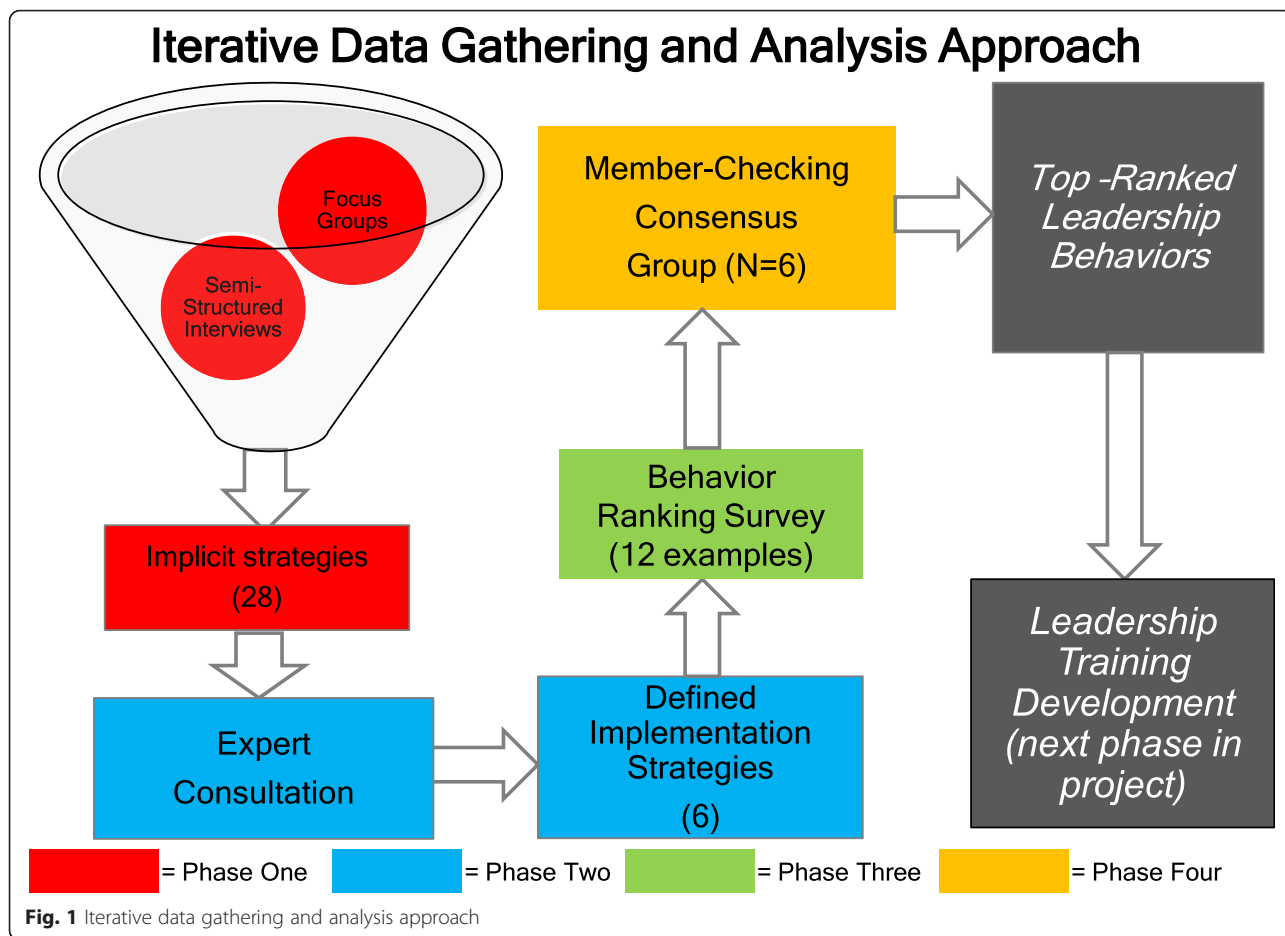 Iterative Data Gathering and Analysis Approach
Focus
Groups
Semi-
Structured
Interviews
Implicit strategies
(28)
Expert
Consultation
Defined
Implementation
Strategies
(6)
Behavior
Ranking Survey
(12 examples)
Member-Checking
Consensus
Group (N=6)
Top -Ranked
Leadership
Behaviors
Leadership
Training
Development
(next phase in
project)
= Phase One
= Phase Two
= Phase Three
= Phase Four
Fig. 1 Iterative data gathering and analysis approach